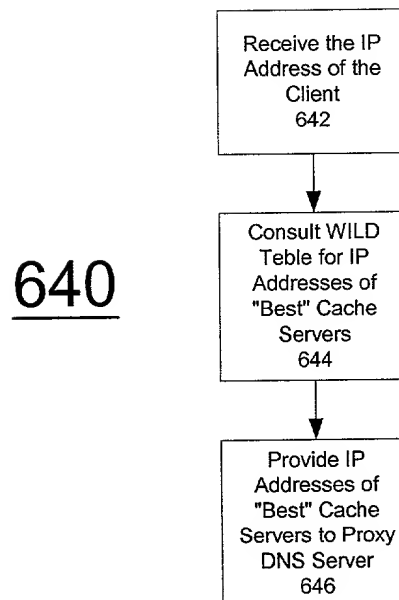 Receive the IP
Address of the
Client
642
640
Consult WILD
Teble for IP
Addresses of
"Best" Cache
Servers
644
Provide IP
Addresses of
"Best" Cache
Servers to Proxy
DNS Server
646